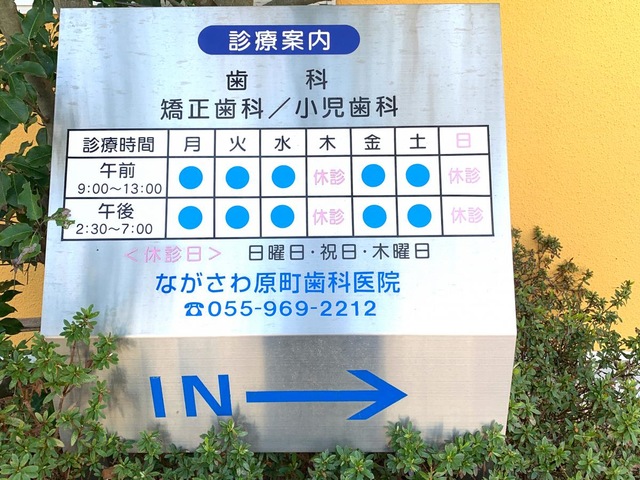 診療案内
歯 科
矯正歯科／小児歯科
診療時間 月 火 水 木 金 土 日
午前 9:00〜13:00 ● ● ● 休診 ● ● 休診
午後 2:30〜7:00 ● ● ● 休診 ● ● 休診
＜休診日＞ 日曜日・祝日・木曜日
ながさわ原町歯科医院
☎055-969-2212
IN→